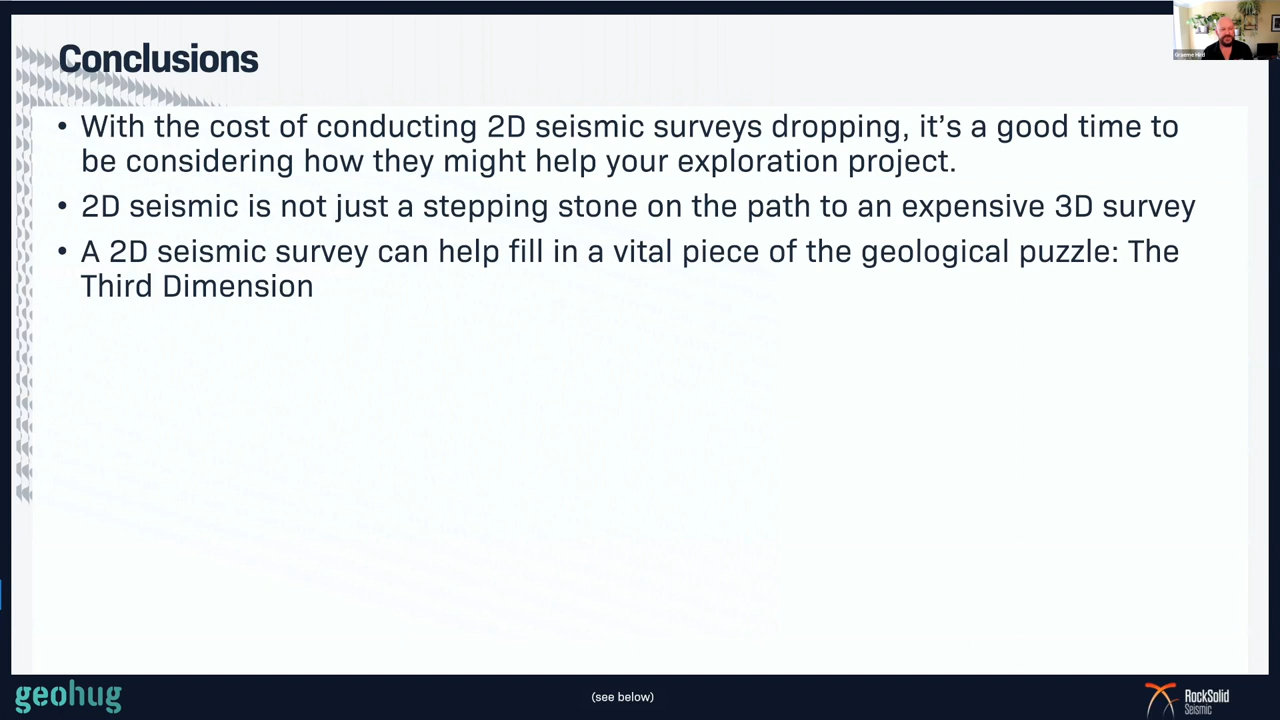 Conclusions
Graeme Hird
• With the cost of conducting 2D seismic surveys dropping, it’s a good time to
be considering how they might help your exploration project.
• 2D seismic is not just a stepping stone on the path to an expensive 3D survey
• A 2D seismic survey can help fill in a vital piece of the geological puzzle: The
Third Dimension
geohug
(see below)
RockSolid
Seismic